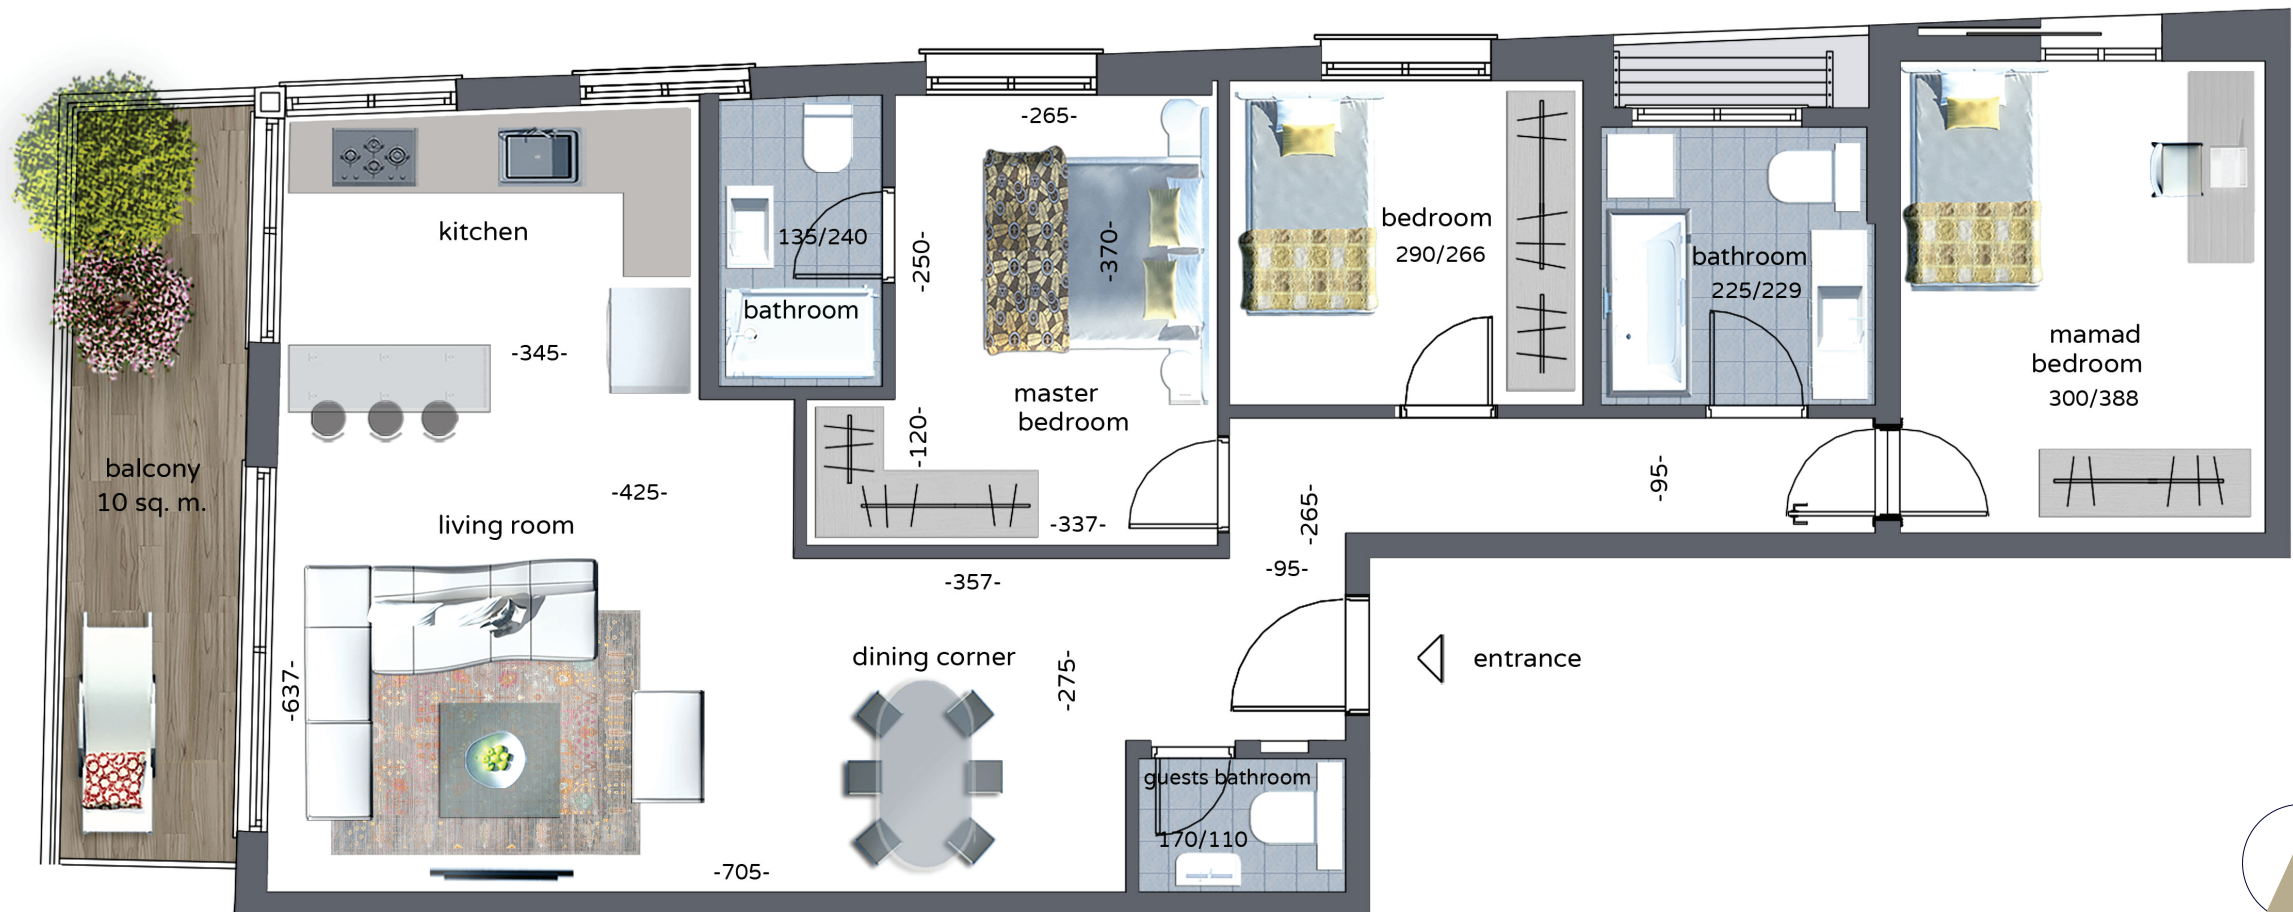 -265-
kitchen
135/240
-250-
-370-
bedroom
290/266
bathroom
225/229
bathroom
-345-
mamad
bedroom
300/388
master
bedroom
-120-
balcony
10 sq. m.
-425-
living room
-337-
-265-
-95-
-357-
-95-
-637-
dining corner
-275-
entrance
guests bathroom
170/110
-705-